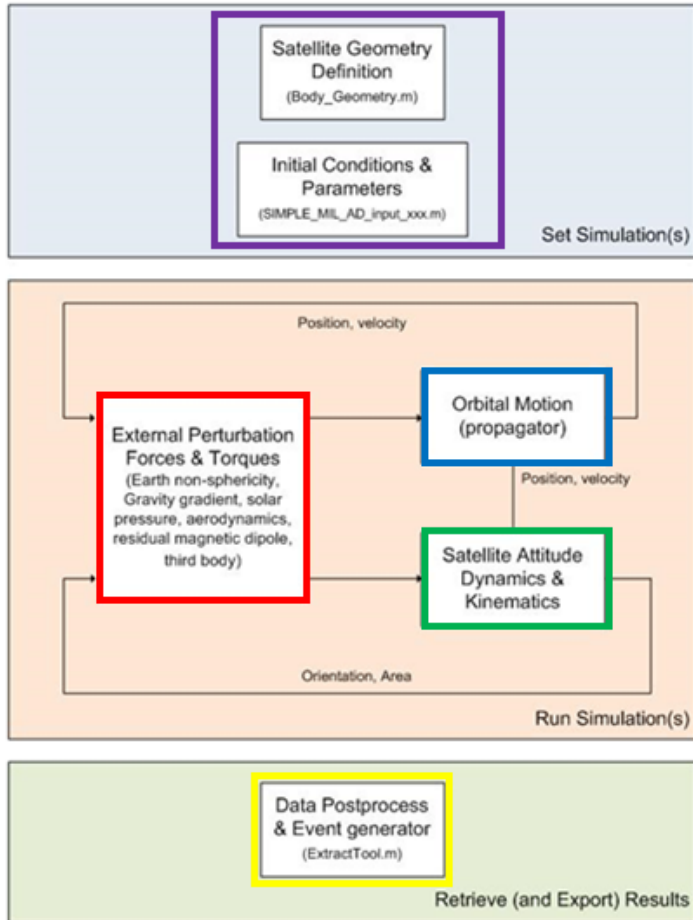 Satellite Geometry
Definition
(Body_Geometry.m)
Initial Conditions &
Parameters
(SIMPLE_MIL_AD_input_xxx.m)
Set Simulation(s)
Position, velocity
External Perturbation
Forces & Torques
(Earth non-sphericity,
Gravity gradient, solar
pressure, aerodynamics,
residual magnetic dipole,
third body)
Orbital Motion
(propagator)
Position, velocity
Satellite Attitude
Dynamics &
Kinematics
Orientation, Area
Run Simulation(s)
Data Postprocess
& Event generator
(ExtractTool.m)
Retrieve (and Export) Results